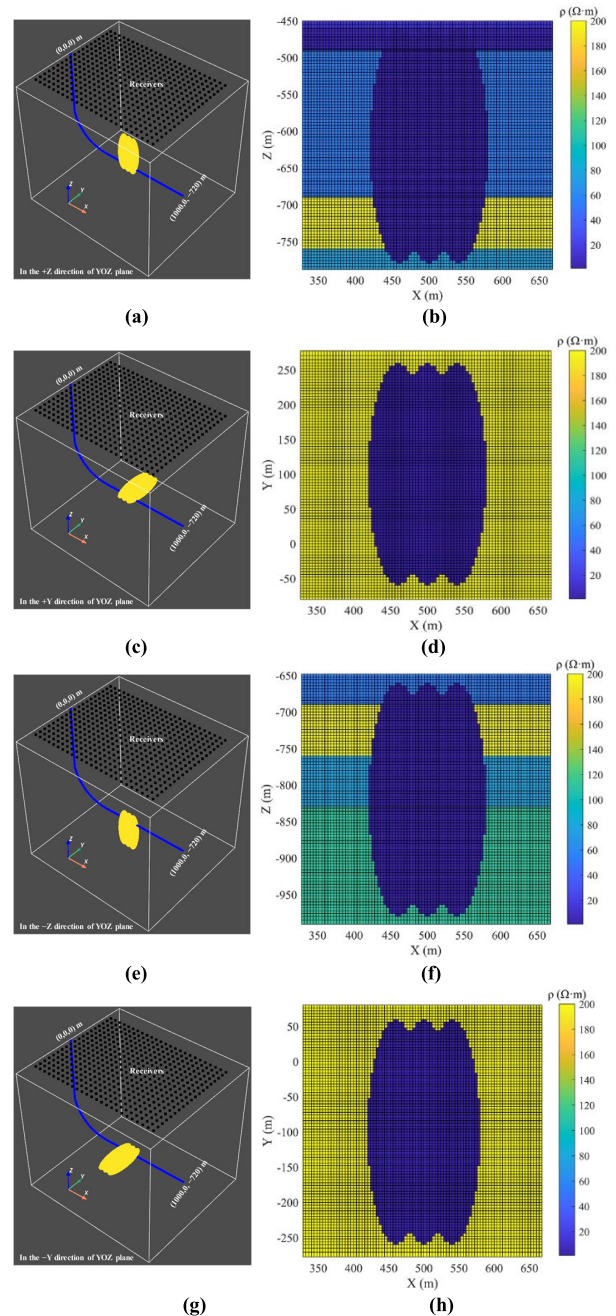 (0,0,0) m
Receivers
(1000,0, −720) m
Z
Y
X
In the +Z direction of YOZ plane
(a)
ρ (Ω·m)
-450
-500
-550
-600
-650
-700
-750
Z (m)
350 400 450 500 550 600 650
X (m)
200
180
160
140
120
100
80
60
40
20
(b)
(0,0,0) m
Receivers
(1000,0, −720) m
Z
Y
X
In the +Y direction of YOZ plane
(c)
ρ (Ω·m)
250
200
150
100
50
0
-50
Y (m)
350 400 450 500 550 600 650
X (m)
200
180
160
140
120
100
80
60
40
20
(d)
(0,0,0) m
Receivers
(1000,0, −720) m
Z
Y
X
In the −Z direction of YOZ plane
(e)
ρ (Ω·m)
-650
-700
-750
-800
-850
-900
-950
Z (m)
350 400 450 500 550 600 650
X (m)
200
180
160
140
120
100
80
60
40
20
(f)
(0,0,0) m
Receivers
(1000,0, −720) m
Z
Y
X
In the −Y direction of YOZ plane
(g)
ρ (Ω·m)
50
0
-50
-100
-150
-200
-250
Y (m)
350 400 450 500 550 600 650
X (m)
200
180
160
140
120
100
80
60
40
20
(h)